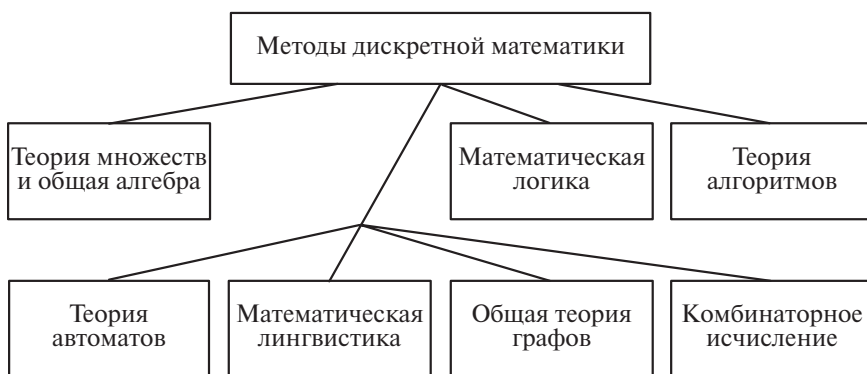 Методы дискретной математики
Теория множеств
и общая алгебра
Математическая
логика
Теория
алгоритмов
Теория
автоматов
Математическая
лингвистика
Общая теория
графов
Комбинаторное
исчисление